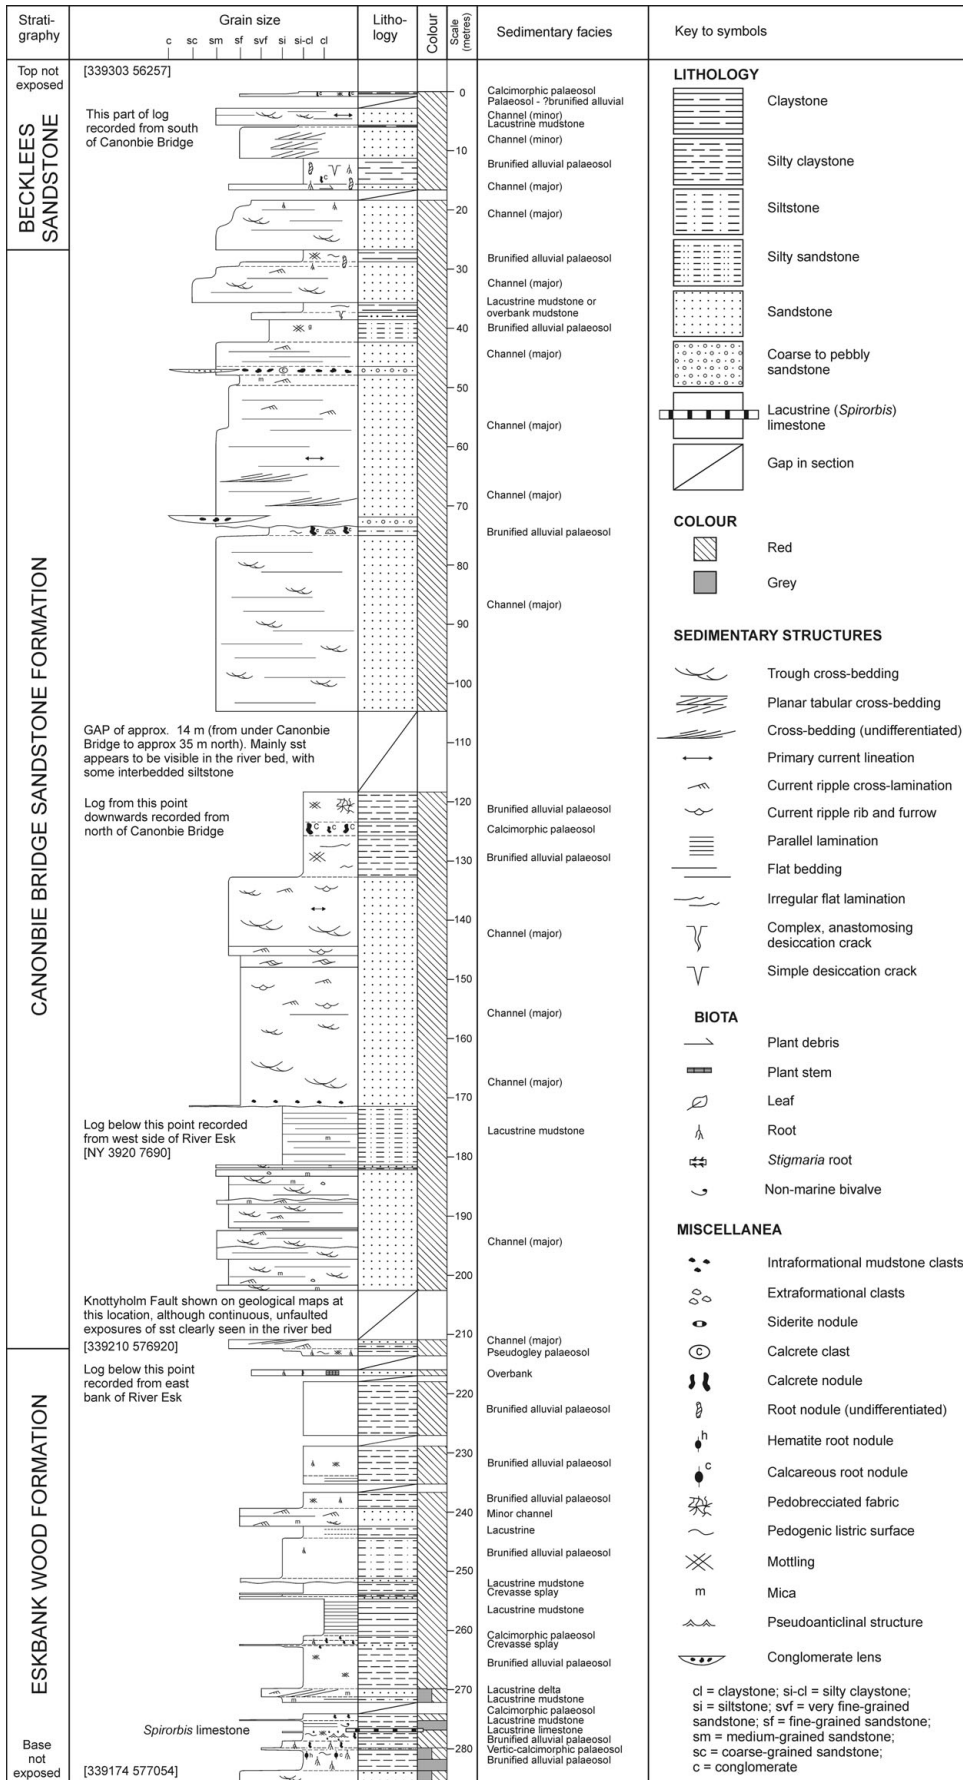 Strati-
graphy
Grain size
c sc sm sf svf si si-cl cl
Litho-
logy
Colour
Scale
(metres)
Sedimentary facies
Key to symbols
Top not
exposed
BECKLEES
SANDSTONE
CANONBIE BRIDGE SANDSTONE FORMATION
ESKBANK WOOD FORMATION
Base
not
exposed
[339303 56257]
This part of log
recorded from south
of Canonbie Bridge
GAP of approx. 14 m (from under Canonbie
Bridge to approx 35 m north). Mainly sst
appears to be visible in the river bed, with
some interbedded siltstone
Log from this point
downwards recorded from
north of Canonbie Bridge
Log below this point recorded
from west side of River Esk
[NY 3920 7690]
Knottyholm Fault shown on geological maps at
this location, although continuous, unfaulted
exposures of sst clearly seen in the river bed
[339210 576920]
Log below this point
recorded from east
bank of River Esk
Spirorbis limestone
[339174 577054]
0
10
20
30
40
50
60
70
80
90
100
110
120
130
140
150
160
170
180
190
200
210
220
230
240
250
260
270
280
Calcimorphic palaeosol
Palaeosol - ?brunified alluvial
Channel (minor)
Lacustrine mudstone
Channel (minor)
Brunified alluvial palaeosol
Channel (major)
Channel (major)
Brunified alluvial palaeosol
Channel (major)
Lacustrine mudstone or
overbank mudstone
Brunified alluvial palaeosol
Channel (major)
Channel (major)
Channel (major)
Brunified alluvial palaeosol
Channel (major)
Brunified alluvial palaeosol
Calcimorphic palaeosol
Brunified alluvial palaeosol
Channel (major)
Channel (major)
Channel (major)
Lacustrine mudstone
Channel (major)
Channel (major)
Pseudogley palaeosol
Overbank
Brunified alluvial palaeosol
Brunified alluvial palaeosol
Brunified alluvial palaeosol
Minor channel
Lacustrine
Brunified alluvial palaeosol
Lacustrine mudstone
Crevasse splay
Lacustrine mudstone
Calcimorphic palaeosol
Crevasse splay
Brunified alluvial palaeosol
Lacustrine delta
Lacustrine mudstone
Calcimorphic palaeosol
Lacustrine mudstone
Lacustrine limestone
Brunified alluvial palaeosol
Vertic-calcimorphic palaeosol
Brunified alluvial palaeosol
LITHOLOGY
Claystone
Silty claystone
Siltstone
Silty sandstone
Sandstone
Coarse to pebbly
sandstone
Lacustrine (Spirorbis)
limestone
Gap in section
COLOUR
Red
Grey
SEDIMENTARY STRUCTURES
Trough cross-bedding
Planar tabular cross-bedding
Cross-bedding (undifferentiated)
Primary current lineation
Current ripple cross-lamination
Current ripple rib and furrow
Parallel lamination
Flat bedding
Irregular flat lamination
Complex, anastomosing
desiccation crack
Simple desiccation crack
BIOTA
Plant debris
Plant stem
Leaf
Root
Stigmaria root
Non-marine bivalve
MISCELLANEA
Intraformational mudstone clasts
Extraformational clasts
Siderite nodule
C Calcrete clast
Calcrete nodule
Root nodule (undifferentiated)
h Hematite root nodule
c Calcareous root nodule
Pedobrecciated fabric
Pedogenic listric surface
Mottling
m Mica
Pseudoanticlinal structure
Conglomerate lens
cl = claystone; si-cl = silty claystone;
si = siltstone; svf = very fine-grained
sandstone; sf = fine-grained sandstone;
sm = medium-grained sandstone;
sc = coarse-grained sandstone;
c = conglomerate